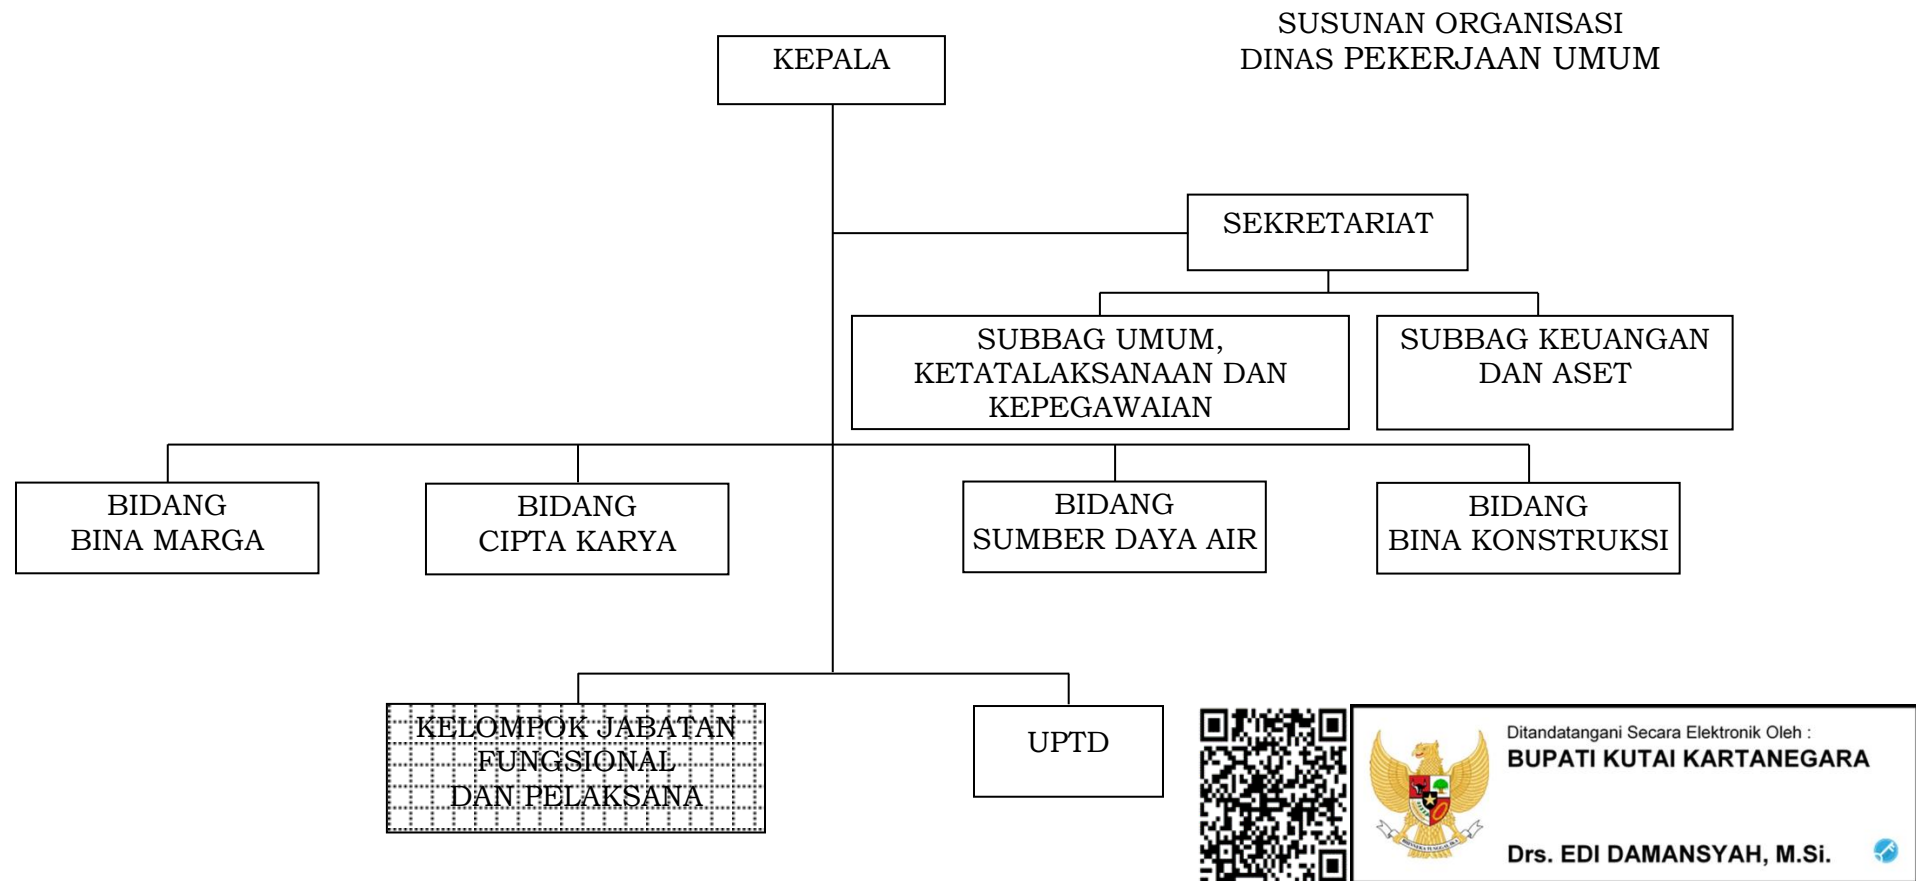 SUSUNAN ORGANISASI
DINAS PEKERJAAN UMUM
KEPALA
SEKRETARIAT
SUBBAG UMUM,
KETATALAKSANAAN DAN
KEPEGAWAIAN
SUBBAG KEUANGAN
DAN ASET
BIDANG
BINA MARGA
BIDANG
CIPTA KARYA
BIDANG
SUMBER DAYA AIR
BIDANG
BINA KONSTRUKSI
KELOMPOK JABATAN
FUNGSIONAL
DAN PELAKSANA
UPTD
Ditandatangani Secara Elektronik Oleh :
BUPATI KUTAI KARTANEGARA
Drs. EDI DAMANSYAH, M.Si.